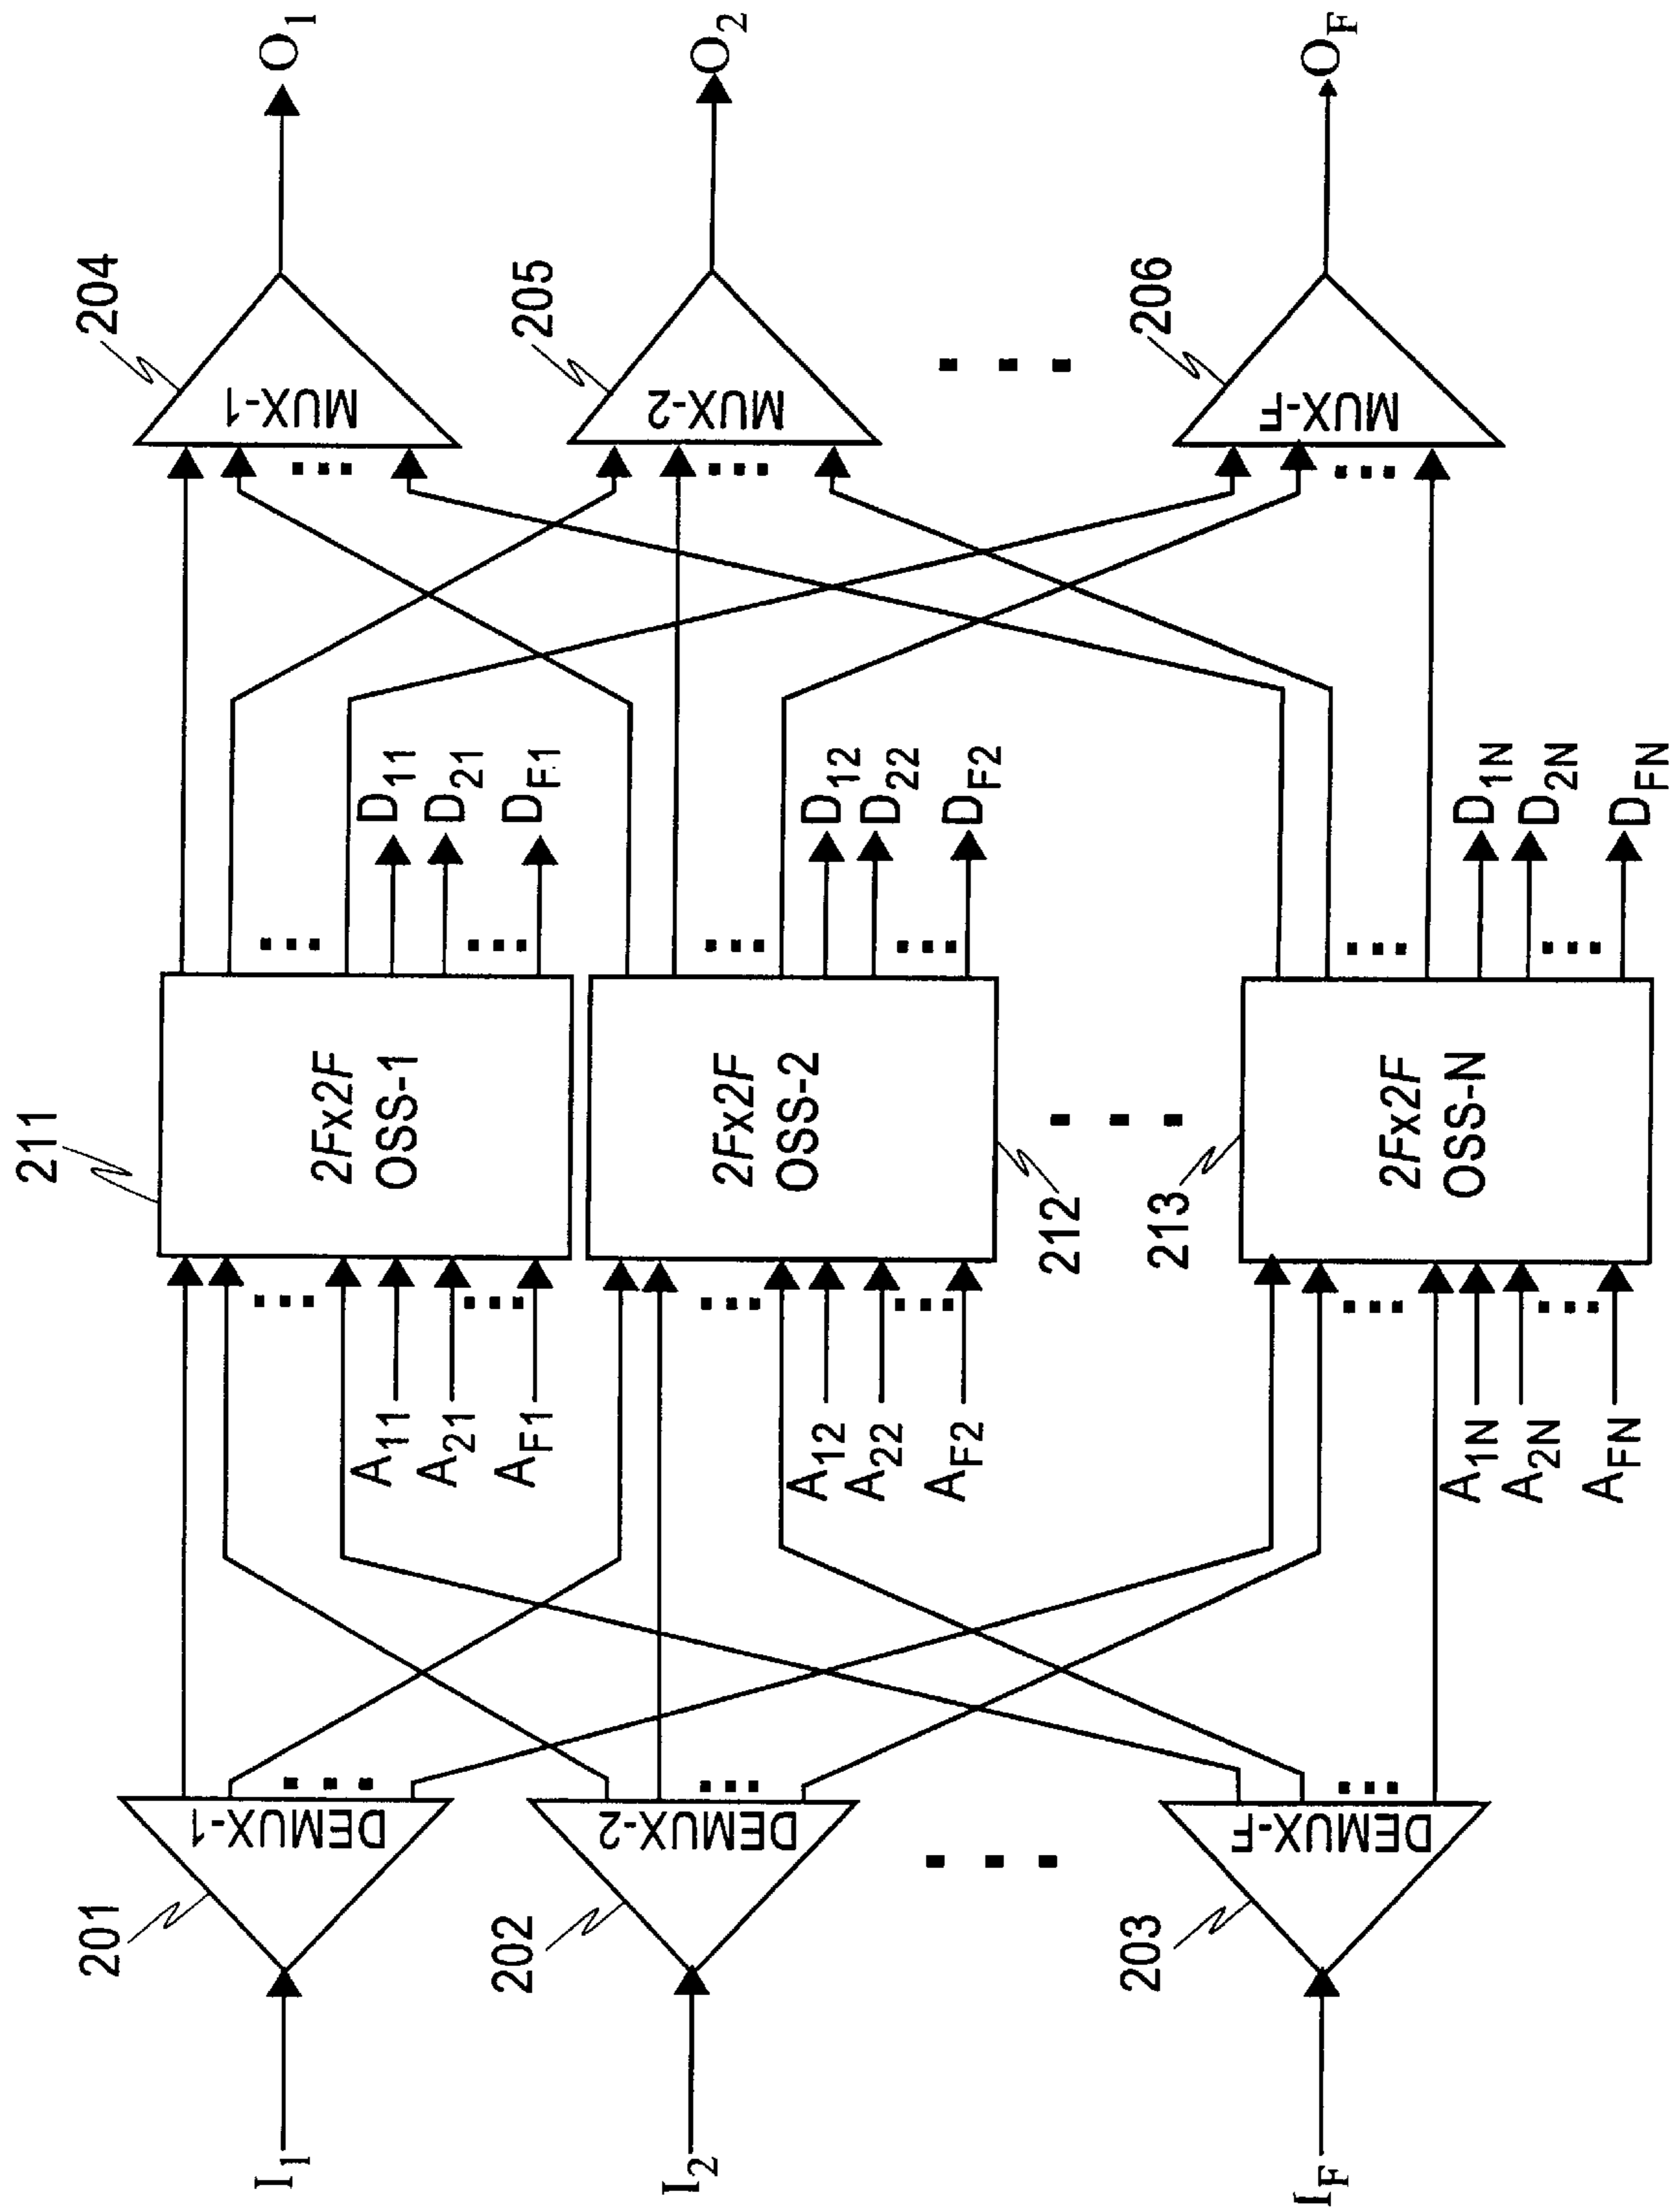 I1
I2
IF
201
202
203
DEMUX-1
DEMUX-2
DEMUX-F
A11
A21
AF1
A12
A22
AF2
A1N
A2N
AFN
211
2Fx2F
OSS-1
2Fx2F
OSS-2
212
213
2Fx2F
OSS-N
D11
D21
DF1
D12
D22
DF2
D1N
D2N
DFN
204
MUX-1
205
MUX-2
206
MUX-F
O1
O2
OF